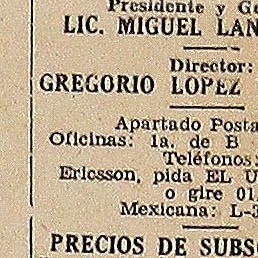 Presidente y Ge
LIC. MIGUEL LAN
Director:
GREGORIO LOPEZ
Apartado Posta
Oficinas: 1a. de B
Teléfonos:
Ericsson, pida EL U
o gire 01
Mexicana: L-3
PRECIOS DE SUBS